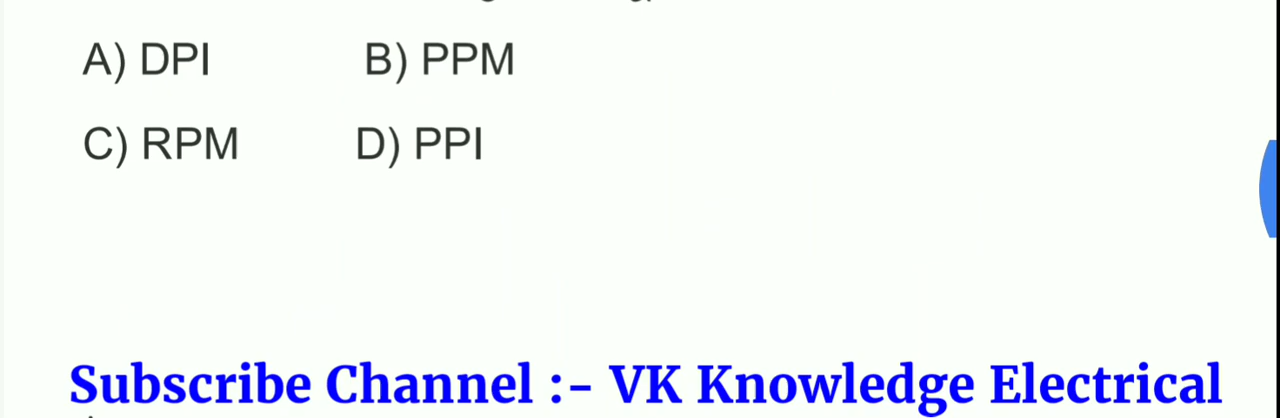 A) DPI B) PPM
C) RPM D) PPI
Subscribe Channel :- VK Knowledge Electrical